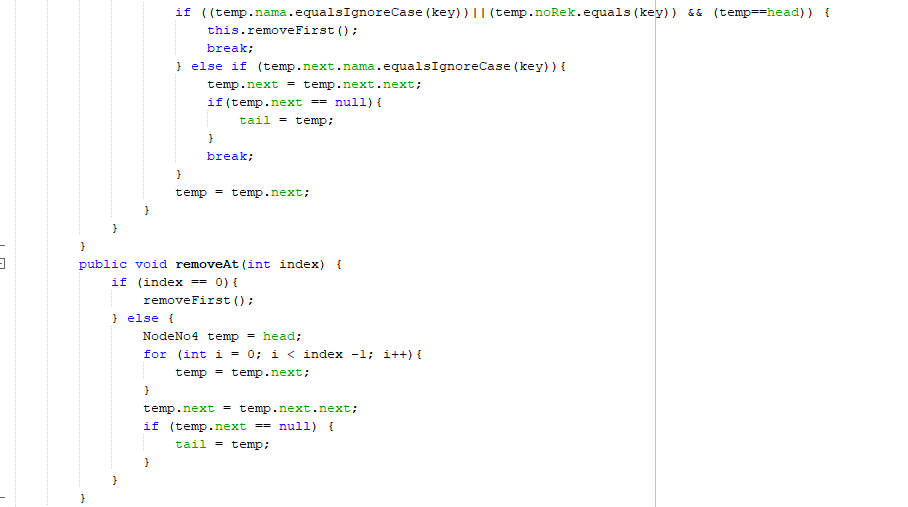 if ((temp.nama.equalsIgnoreCase(key))||(temp.noRek.equals(key)) && (temp==head)) {
this.removeFirst();
break;
} else if (temp.next.nama.equalsIgnoreCase(key)){
temp.next = temp.next.next;
if(temp.next == null){
tail = temp;
}
break;
}
temp = temp.next;
}
}
}
public void removeAt(int index) {
if (index == 0){
removeFirst();
} else {
NodeNo4 temp = head;
for (int i = 0; i < index -1; i++){
temp = temp.next;
}
temp.next = temp.next.next;
if (temp.next == null) {
tail = temp;
}
}
}